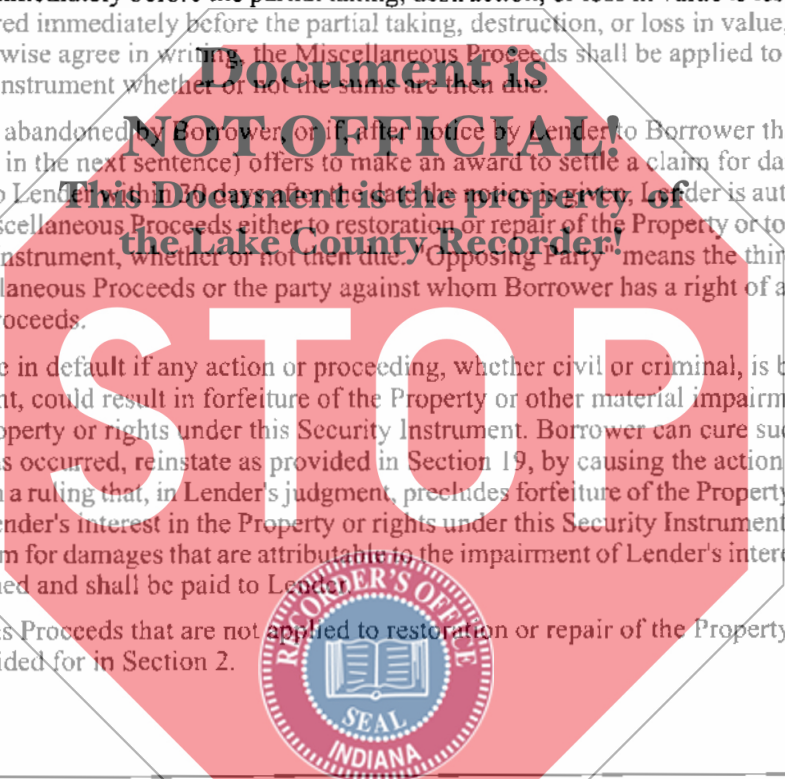 red immediately before the partial taking, destruction, or loss in value,
wise agree in writing, the Miscellaneous Proceeds shall be applied to
Document is
nstrument whether or not the sums are then due.
abandoned by Borrower, or if, after notice by Lender to Borrower th
NOT OFFICIAL!
in the next sentence) offers to make an award to settle a claim for da
o Lender within 30 days after the date the notice is given, Lender is aut
This Document is the property of
scellaneous Proceeds either to restoration or repair of the Property or to
the Lake County Recorder!
nstrument, whether or not then due. "Opposing Party" means the thir
laneous Proceeds or the party against whom Borrower has a right of a
roceeds.
STOP
e in default if any action or proceeding, whether civil or criminal, is b
nt, could result in forfeiture of the Property or other material impairm
operty or rights under this Security Instrument. Borrower can cure suc
s occurred, reinstate as provided in Section 19, by causing the action
h a ruling that, in Lender's judgment, precludes forfeiture of the Property
ender's interest in the Property or rights under this Security Instrument
m for damages that are attributable to the impairment of Lender's intere
ned and shall be paid to Lender.
s Proceeds that are not applied to restoration or repair of the Property
ided for in Section 2.
RECORDER'S OFFICE
SEAL
INDIANA